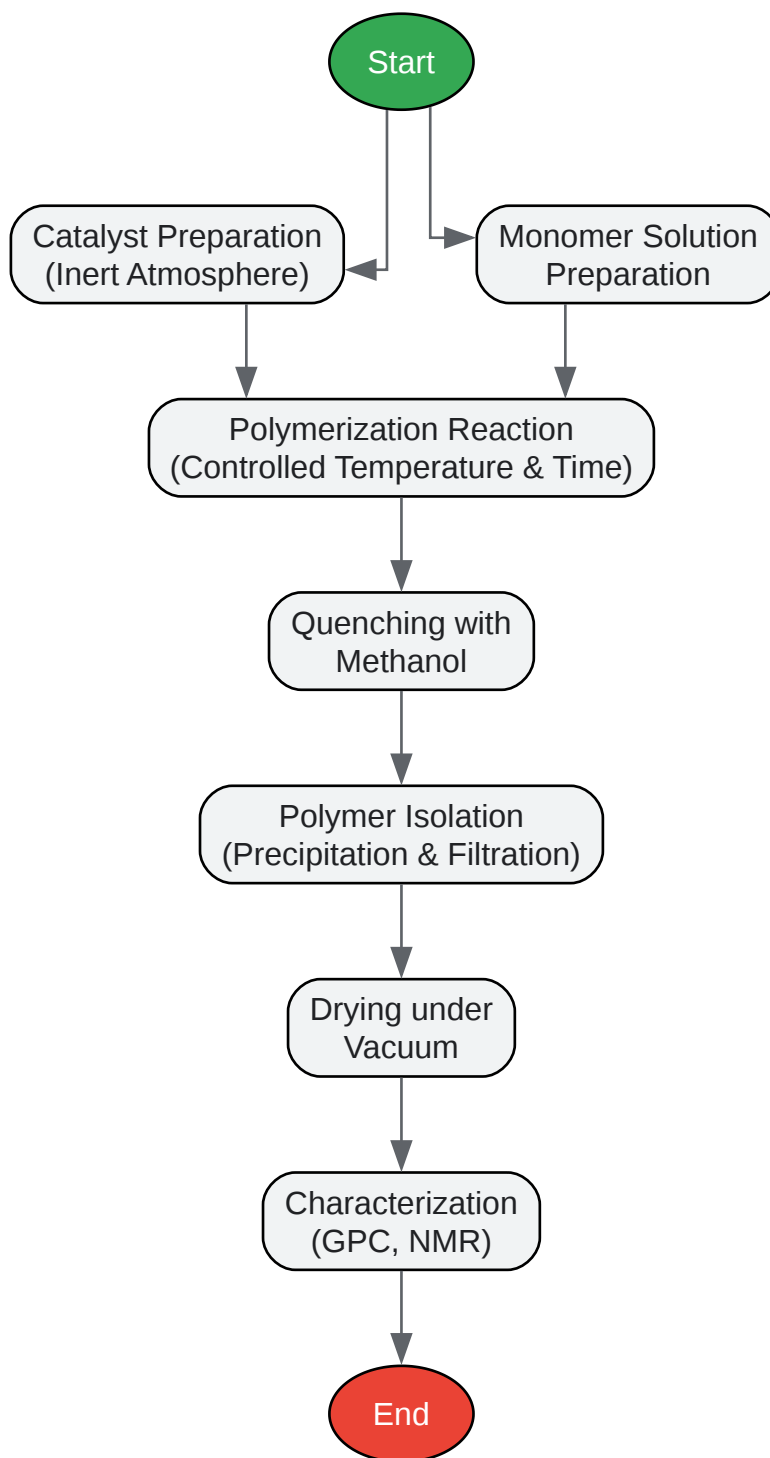 Start
Catalyst Preparation
(Inert Atmosphere)
Monomer Solution
Preparation
Polymerization Reaction
(Controlled Temperature & Time)
Quenching with
Methanol
Polymer Isolation
(Precipitation & Filtration)
Drying under
Vacuum
Characterization
(GPC, NMR)
End